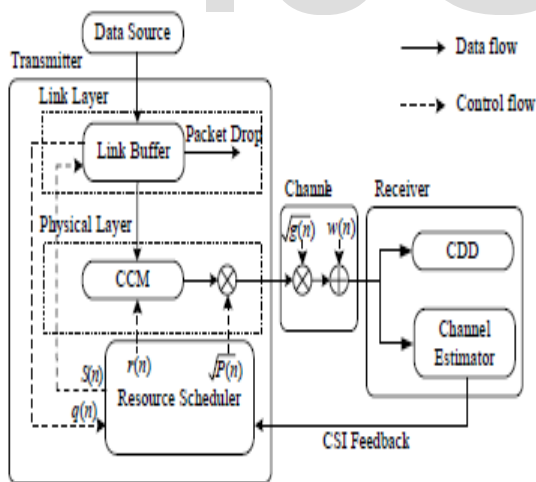 Data Source
Transmitter
Data flow
Control flow
Link Layer
Packet Drop
Link Buffer
Channe
Receiver
√g(n)
w(n)
Physical Layer
CCM
CDD
Channel
Estimator
S(n)
r(n)
√P(n)
q(n)
Resource Scheduler
CSI Feedback